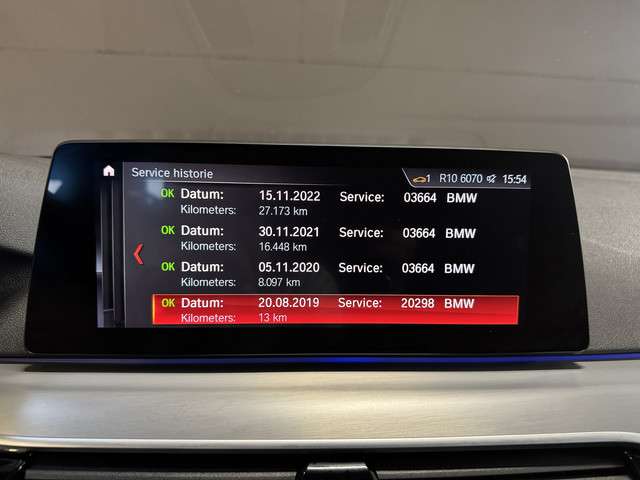 Service historie
1 R10 6070 15:54
OK Datum: 15.11.2022 Service: 03664 BMW
Kilometers: 27.173 km
OK Datum: 30.11.2021 Service: 03664 BMW
Kilometers: 16.448 km
OK Datum: 05.11.2020 Service: 03664 BMW
Kilometers: 8.097 km
OK Datum: 20.08.2019 Service: 20298 BMW
Kilometers: 13 km